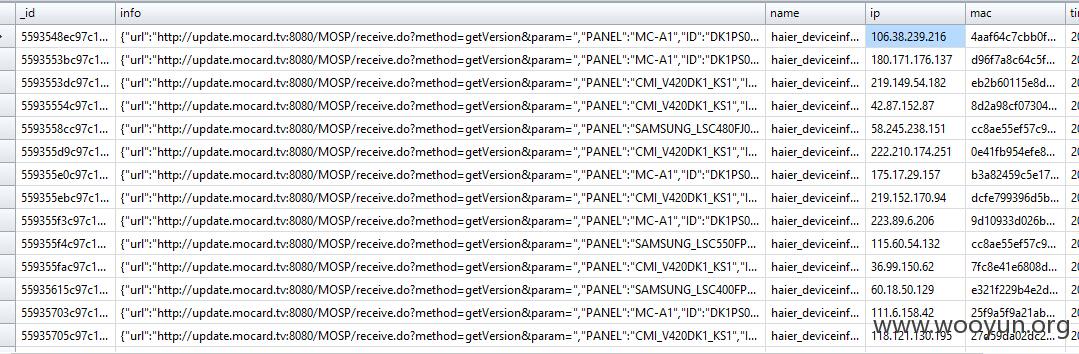 _id info name ip mac
5593548ec97c1... {"url":"http://update.mocard.tv:8080/MOSP/receive.do?method=getVersion&param=","PANEL":"MC-A1","ID":"DK1PS0... haier_deviceinf... 106.38.239.216 4aaf64c7cbb0f...
5593553bc97c1... {"url":"http://update.mocard.tv:8080/MOSP/receive.do?method=getVersion&param=","PANEL":"MC-A1","ID":"DK1PS0... haier_deviceinf... 180.171.176.137 d96f7a8c64c5f...
5593553dc97c1... {"url":"http://update.mocard.tv:8080/MOSP/receive.do?method=getVersion&param=","PANEL":"CMI_V420DK1_KS1","I... haier_deviceinf... 219.149.54.182 eb2b60115e8d...
55935554c97c1... {"url":"http://update.mocard.tv:8080/MOSP/receive.do?method=getVersion&param=","PANEL":"CMI_V420DK1_KS1","I... haier_deviceinf... 42.87.152.87 8d2a98cf07304...
559358cc97c1... {"url":"http://update.mocard.tv:8080/MOSP/receive.do?method=getVersion&param=","PANEL":"SAMSUNG_LSC480FJ0... haier_deviceinf... 58.245.238.151 cc8ae55ef57c9...
559355d9c97c1... {"url":"http://update.mocard.tv:8080/MOSP/receive.do?method=getVersion&param=","PANEL":"CMI_V420DK1_KS1","I... haier_deviceinf... 222.210.174.251 0e41fb954efe8...
559355e0c97c1... {"url":"http://update.mocard.tv:8080/MOSP/receive.do?method=getVersion&param=","PANEL":"MC-A1","ID":"DK1PS0... haier_deviceinf... 175.17.29.157 b3a82459c5e17...
559355ebc97c1... {"url":"http://update.mocard.tv:8080/MOSP/receive.do?method=getVersion&param=","PANEL":"CMI_V420DK1_KS1","I... haier_deviceinf... 219.152.170.94 dcfe799396d5b...
559355f3c97c1... {"url":"http://update.mocard.tv:8080/MOSP/receive.do?method=getVersion&param=","PANEL":"MC-A1","ID":"DK1PS0... haier_deviceinf... 223.89.6.206 9d10933d026b...
559355f4c97c1... {"url":"http://update.mocard.tv:8080/MOSP/receive.do?method=getVersion&param=","PANEL":"SAMSUNG_LSC550FP... haier_deviceinf... 115.60.54.132 cc8ae55ef57c9...
559355fac97c1... {"url":"http://update.mocard.tv:8080/MOSP/receive.do?method=getVersion&param=","PANEL":"CMI_V420DK1_KS1","I... haier_deviceinf... 36.99.150.62 7fc8e41e6808d...
55935615c97c1... {"url":"http://update.mocard.tv:8080/MOSP/receive.do?method=getVersion&param=","PANEL":"SAMSUNG_LSC400FP... haier_deviceinf... 60.18.50.129 e321f229b4e2d...
55935703c97c1... {"url":"http://update.mocard.tv:8080/MOSP/receive.do?method=getVersion&param=","PANEL":"MC-A1","ID":"DK1PS0... haier_deviceinf... 111.6.158.42 25f9a5f9a21ab...
55935705c97c1... {"url":"http://update.mocard.tv:8080/MOSP/receive.do?method=getVersion&param=","PANEL":"CMI_V420DK1_KS1","I... haier_deviceinf... 118.121.130.195
www.wooyun.org